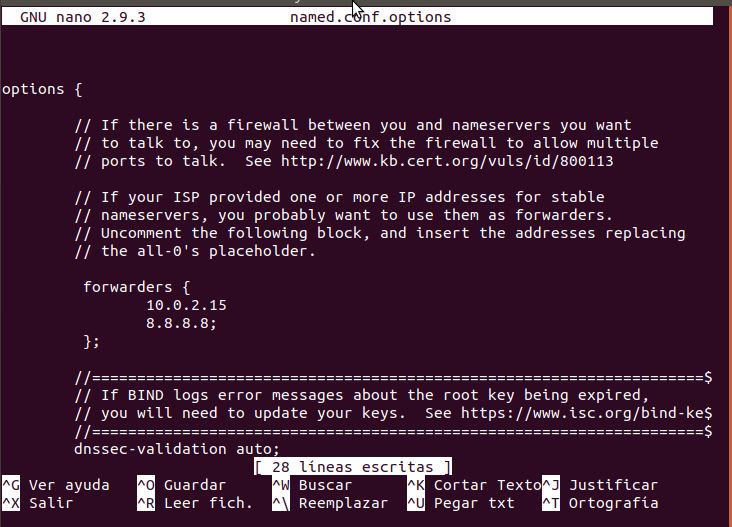 GNU nano 2.9.3 named.conf.options
options {
// If there is a firewall between you and nameservers you want
// to talk to, you may need to fix the firewall to allow multiple
// ports to talk.  See http://www.kb.cert.org/vuls/id/800113
// If your ISP provided one or more IP addresses for stable
// nameservers, you probably want to use them as forwarders.
// Uncomment the following block, and insert the addresses replacing
// the all-0's placeholder.
forwarders {
10.0.2.15
8.8.8.8;
};
//====================================================================$
// If BIND logs error messages about the root key being expired,
// you will need to update your keys.  See https://www.isc.org/bind-ke$
//====================================================================$
dnssec-validation auto;
[ 28 líneas escritas ]
^G Ver ayuda ^O Guardar ^W Buscar ^K Cortar Texto ^J Justificar
^X Salir ^R Leer fich. ^\ Reemplazar ^U Pegar txt ^T Ortografía